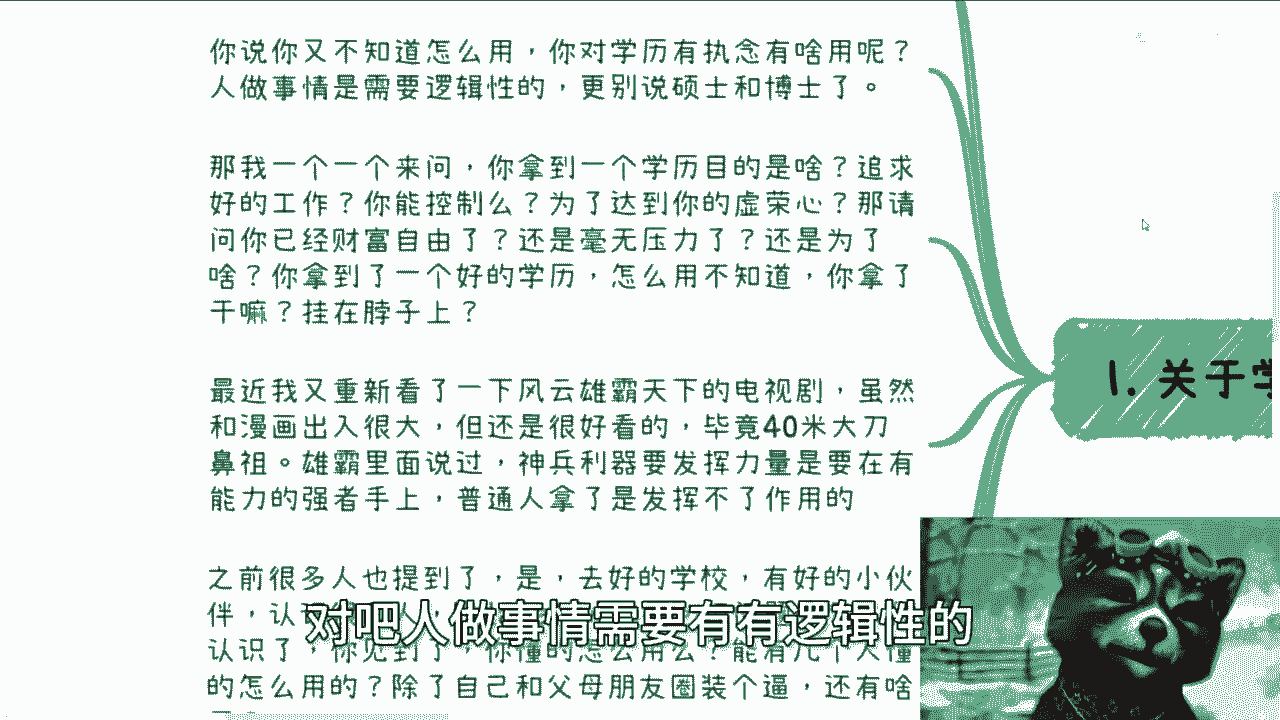 你说你又不知道怎么用，你对学历有执念有啥用呢？
人做事情是需要逻辑性的，更别说硕士和博士了。
那我一个一个来问，你拿到一个学历目的是啥？追求
好的工作？你能控制么？为了达到你的虚荣心？那请
问你已经财富自由了？还是毫无压力了？还是为了
啥？你拿到了一个好的学历，怎么用不知道，你拿了
干嘛？挂在脖子上？
最近我又重新看了一下风云雄霸天下的电视剧，虽然
和漫画出入很大，但还是很好看的，毕竟40米大刀
鼻祖。雄霸里面说过，神兵利器要发挥力量是要在有
能力的强者手上，普通人拿了是发挥不了作用的
之前很多人也提到了，是，去好的学校，有好的小伙
伴，认
认识了，你见到了，你懂的怎么用么？能有几个人懂
的怎么用的？除了自己和父母朋友圈装个逼，还有啥
1. 关于学
对吧人做事情需要有有逻辑性的